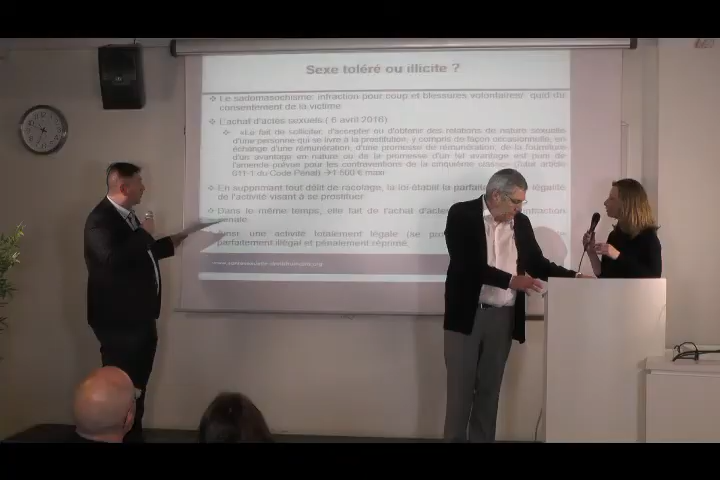 Sexe toléré ou illicite ?
❖ Le sadomasochisme: infraction pour coup et blessures volontaires/ quid du
consentement de la victime
❖ L'achat d'actes sexuels ( 6 avril 2016)
❖ «Le fait de solliciter, d'accepter ou d'obtenir des relations de nature sexuelle
d'une personne qui se livre à la prostitution, y compris de façon occasionnelle, en
échange d'une rémunération, d'une promesse de rémunération, de la fourniture
d'un avantage en nature ou de la promesse d'un tel avantage est puni de
l'amende prévue pour les contraventions de la cinquième classe» article
611-1 du Code Pénal) → 1 500 € maxi
❖ En supprimant tout délit de racolage, la loi établit la légalité
de l'activité visant à se prostituer
❖ Dans le même temps, elle fait de l'achat d'actes infraction
pénale.
une activité totalement légale (se
parfaitement illégal et pénalement réprimé.